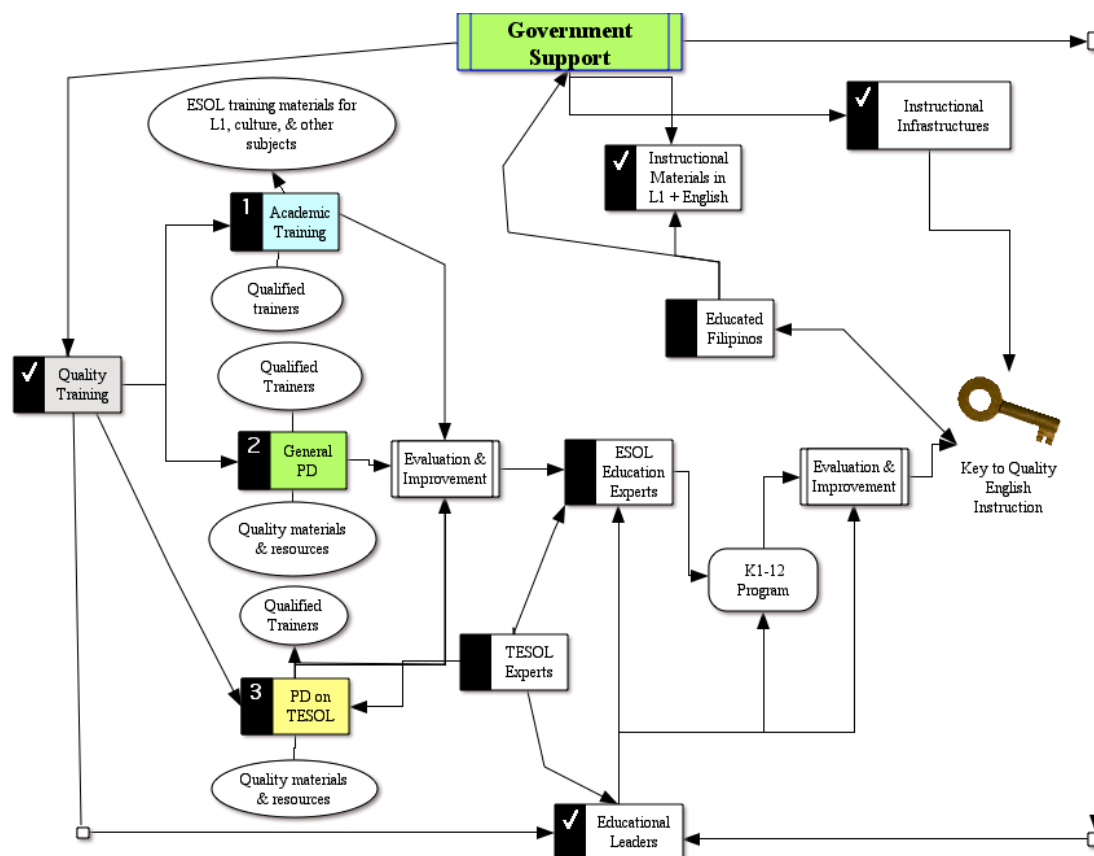 Government
Support
ESOL training materials for
L1, culture, & other
subjects
Instructional
Infrastructures
Instructional
Materials in
L1 + English
1
Academic
Training
Qualified
trainers
Educated
Filipinos
Quality
Training
Qualified
Trainers
2
General
PD
Evaluation &
Improvement
ESOL
Education
Experts
Evaluation &
Improvement
Key to Quality
English
Instruction
Quality materials
& resources
K1-12
Program
Qualified
Trainers
TESOL
Experts
3
PD on
TESOL
Quality materials
& resources
Educational
Leaders